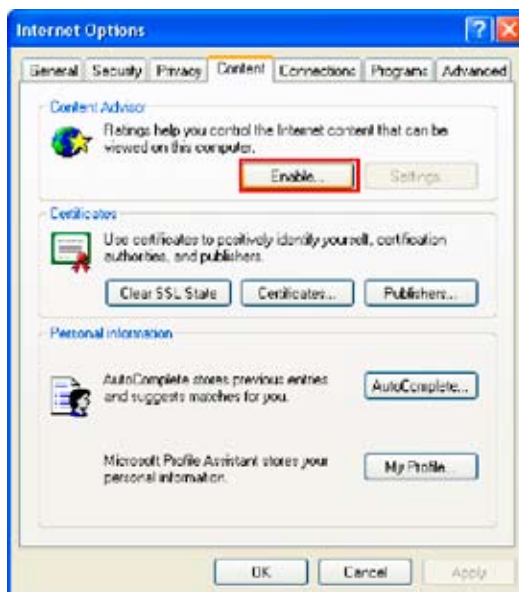 Internet Options
General Security Privacy Content Connections Programs Advanced
Content Advisor
Ratings help you control the Internet content that can be
viewed on this computer.
Enable... Settings...
Certificates
Use certificates to positively identify yourself, certification
authorities, and publishers.
Clear SSL State Certificates... Publishers...
Personal information
AutoComplete stores previous entries
and suggests matches for you.
AutoComplete...
Microsoft Profile Assistant stores your
personal information.
My Profile...
OK Cancel Apply